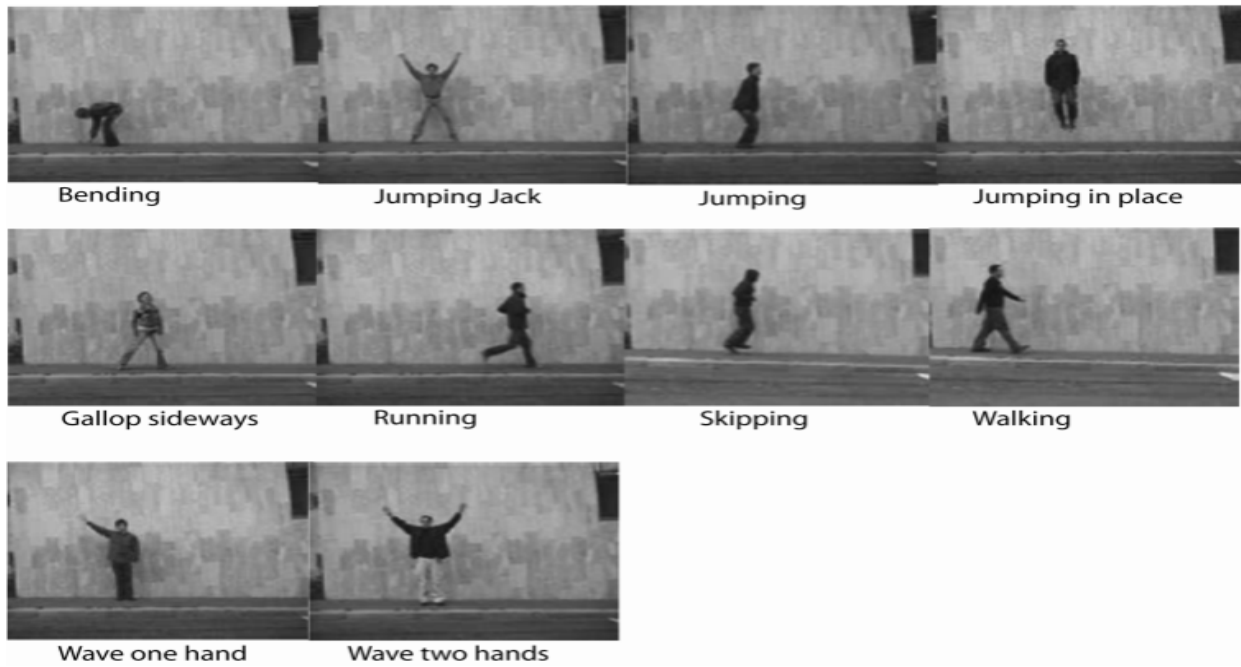 Bending
Jumping Jack
Jumping
Jumping in place
Gallop sideways
Running
Skipping
Walking
Wave one hand
Wave two hands